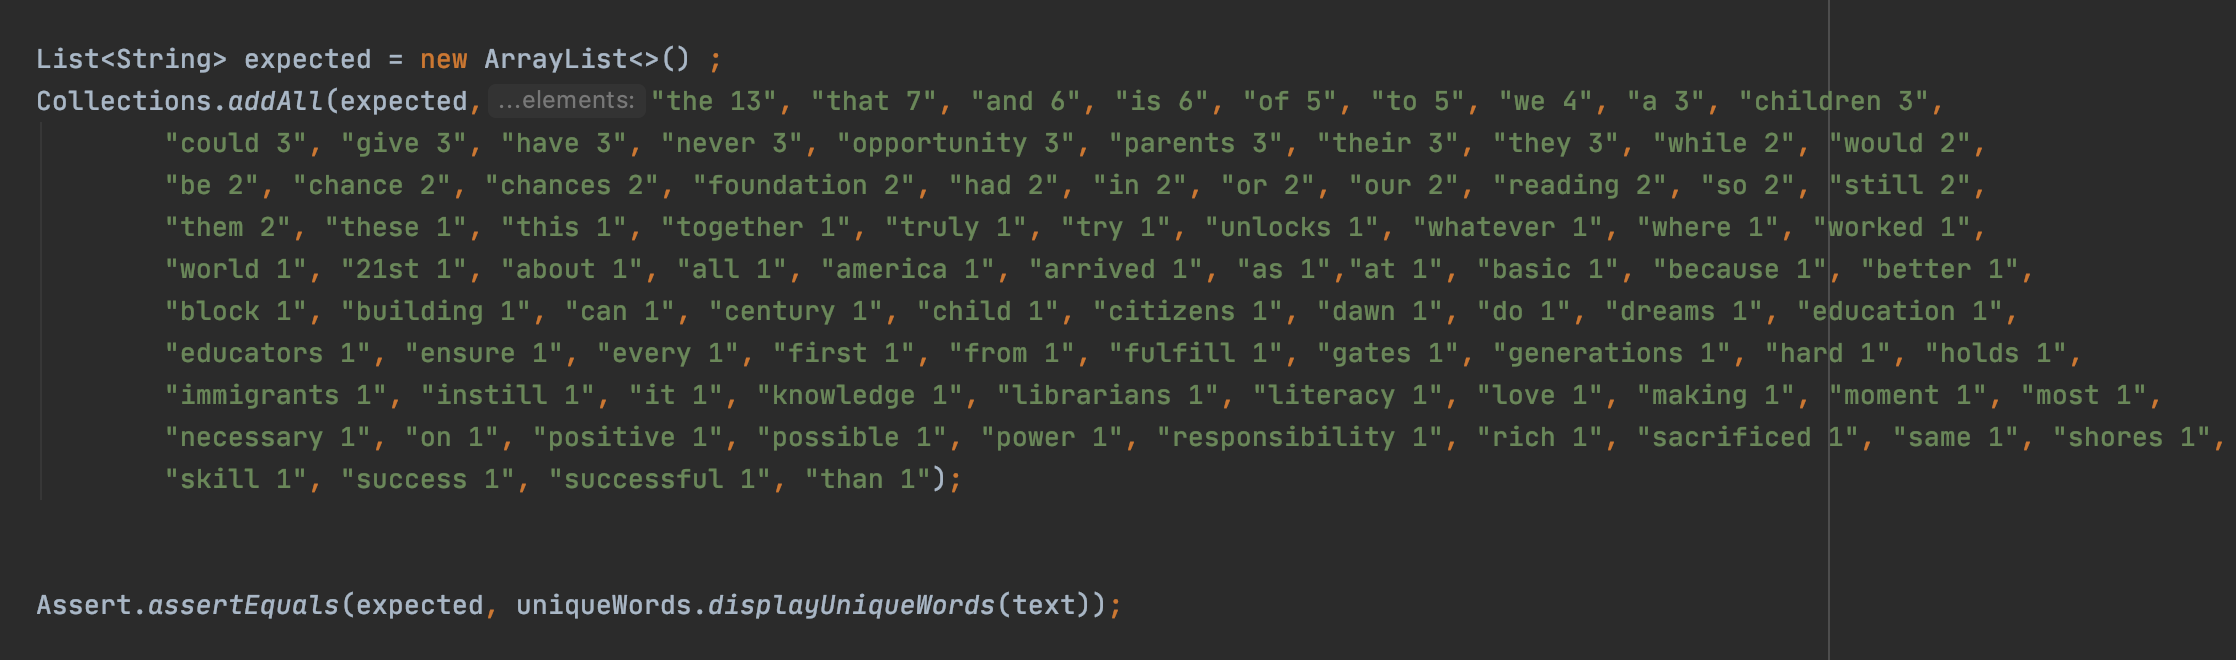 List<String> expected = new ArrayList<>() ;
Collections.addAll(expected, ...elements: "the 13", "that 7", "and 6", "is 6", "of 5", "to 5", "we 4", "a 3", "children 3",
"could 3", "give 3", "have 3", "never 3", "opportunity 3", "parents 3", "their 3", "they 3", "while 2", "would 2",
"be 2", "chance 2", "chances 2", "foundation 2", "had 2", "in 2", "or 2", "our 2", "reading 2", "so 2", "still 2",
"them 2", "these 1", "this 1", "together 1", "truly 1", "try 1", "unlocks 1", "whatever 1", "where 1", "worked 1",
"world 1", "21st 1", "about 1", "all 1", "america 1", "arrived 1", "as 1","at 1", "basic 1", "because 1", "better 1",
"block 1", "building 1", "can 1", "century 1", "child 1", "citizens 1", "dawn 1", "do 1", "dreams 1", "education 1",
"educators 1", "ensure 1", "every 1", "first 1", "from 1", "fulfill 1", "gates 1", "generations 1", "hard 1", "holds 1",
"immigrants 1", "instill 1", "it 1", "knowledge 1", "librarians 1", "literacy 1", "love 1", "making 1", "moment 1", "most 1",
"necessary 1", "on 1", "positive 1", "possible 1", "power 1", "responsibility 1", "rich 1", "sacrificed 1", "same 1", "shores 1",
"skill 1", "success 1", "successful 1", "than 1");
Assert.assertEquals(expected, uniqueWords.displayUniqueWords(text));